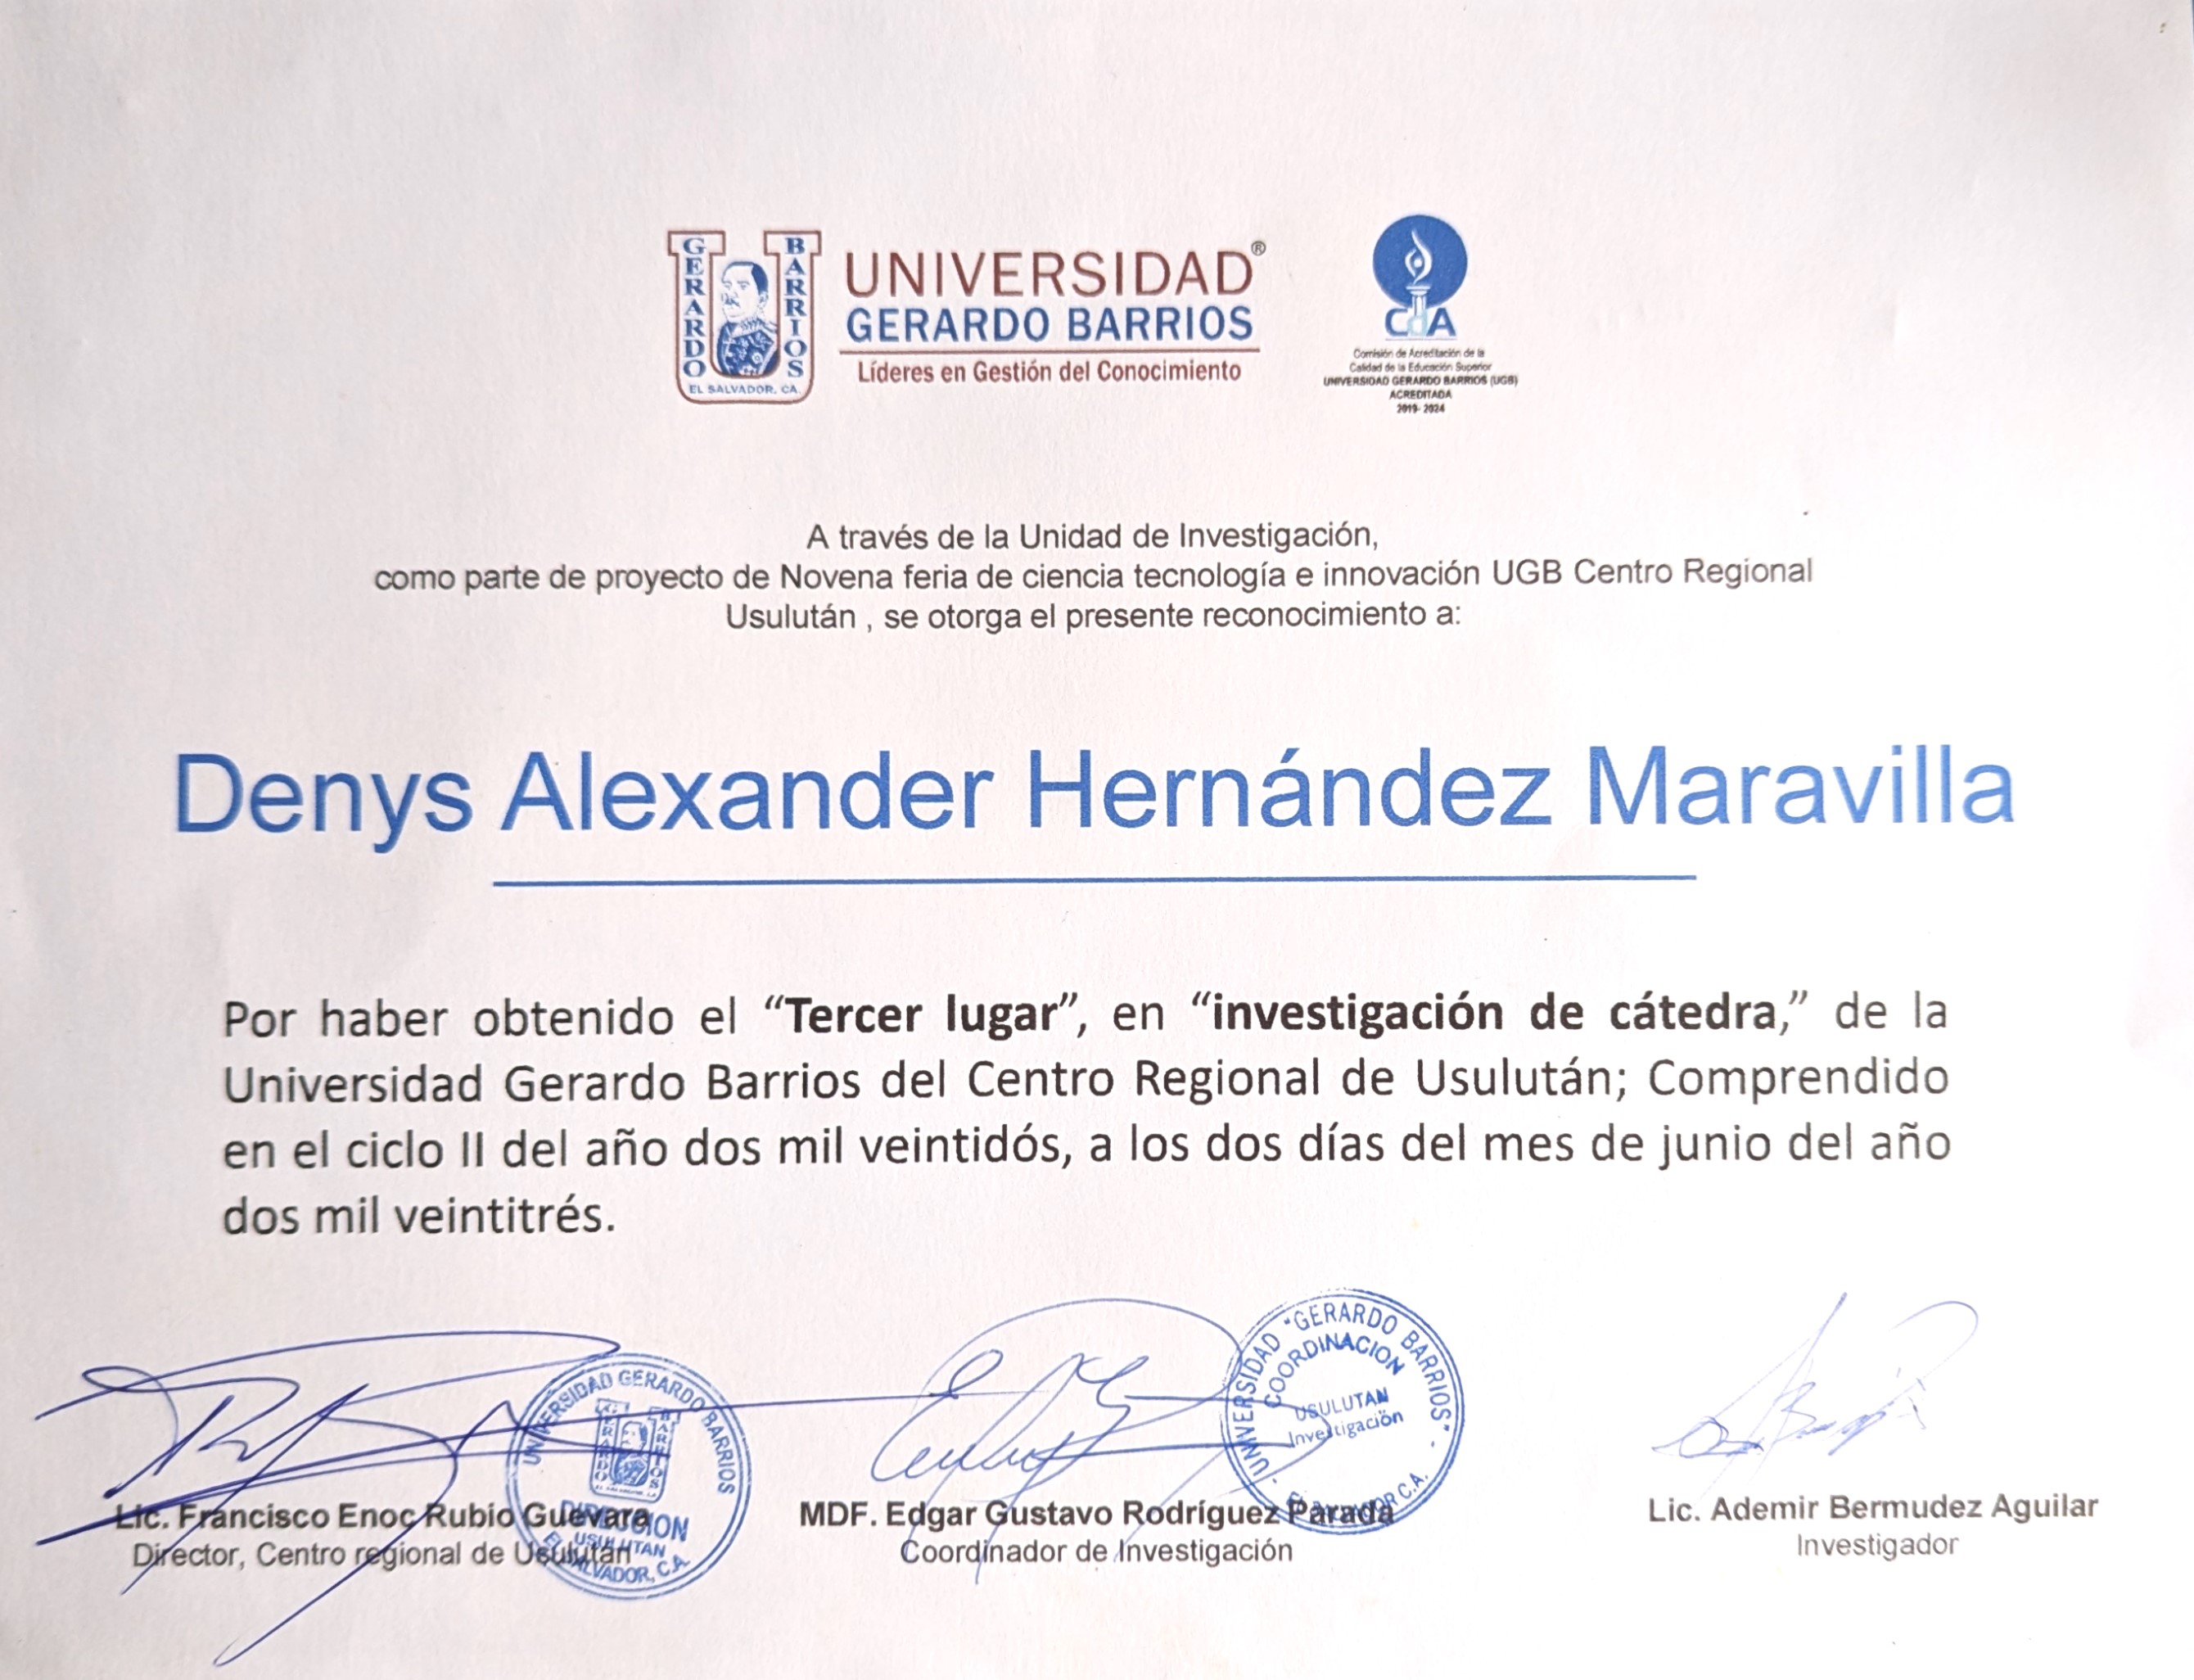 GERARDO BARRIOS
EL SALVADOR, CA.
UNIVERSIDAD®
GERARDO BARRIOS
Líderes en Gestión del Conocimiento
CdA
Comisión de Acreditación de la
Calidad de la Educación Superior
UNIVERSIDAD GERARDO BARRIOS (UGB)
ACREDITADA
2019- 2024
A través de la Unidad de Investigación,
como parte de proyecto de Novena feria de ciencia tecnología e innovación UGB Centro Regional
Usulután , se otorga el presente reconocimiento a:
Denys Alexander Hernández Maravilla
Por haber obtenido el “Tercer lugar”, en “investigación de cátedra,” de la
Universidad Gerardo Barrios del Centro Regional de Usulután; Comprendido
en el ciclo II del año dos mil veintidós, a los dos días del mes de junio del año
dos mil veintitrés.
UNIVERSIDAD GERARDO BARRIOS
GERARDO BARRIOS
DIRECCION
USULUTAN
EL SALVADOR, C.A.
Lic. Francisco Enoc Rubio Guevara
Director, Centro regional de Usulután
UNIVERSIDAD "GERARDO BARRIOS"
COORDINACION
USULUTAN
Investigación
EL SALVADOR C.A.
MDF. Edgar Gustavo Rodríguez Parada
Coordinador de Investigación
Lic. Ademir Bermudez Aguilar
Investigador